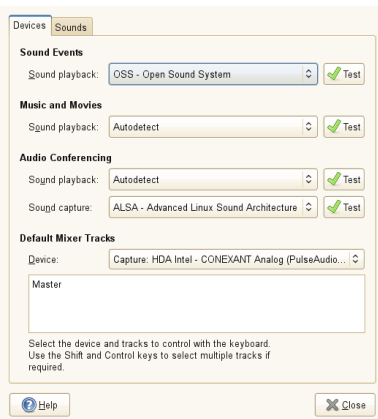 Devices Sounds
Sound Events
Sound playback: OSS - Open Sound System Test
Music and Movies
Sound playback: Autodetect Test
Audio Conferencing
Sound playback: Autodetect Test
Sound capture: ALSA - Advanced Linux Sound Architecture Test
Default Mixer Tracks
Device: Capture: HDA Intel - CONEXANT Analog (PulseAudio...
Master
Select the device and tracks to control with the keyboard.
Use the Shift and Control keys to select multiple tracks if
required.
Help Close